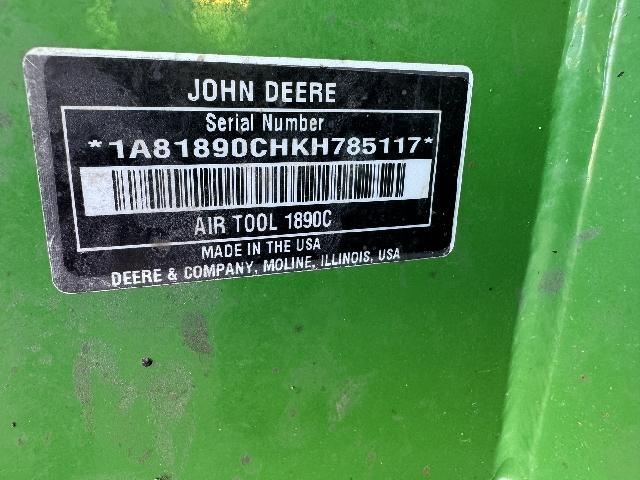 JOHN DEERE
Serial Number
*1A81890CHKH785117*
AIR TOOL 1890C
MADE IN THE USA
DEERE & COMPANY, MOLINE, ILLINOIS, USA